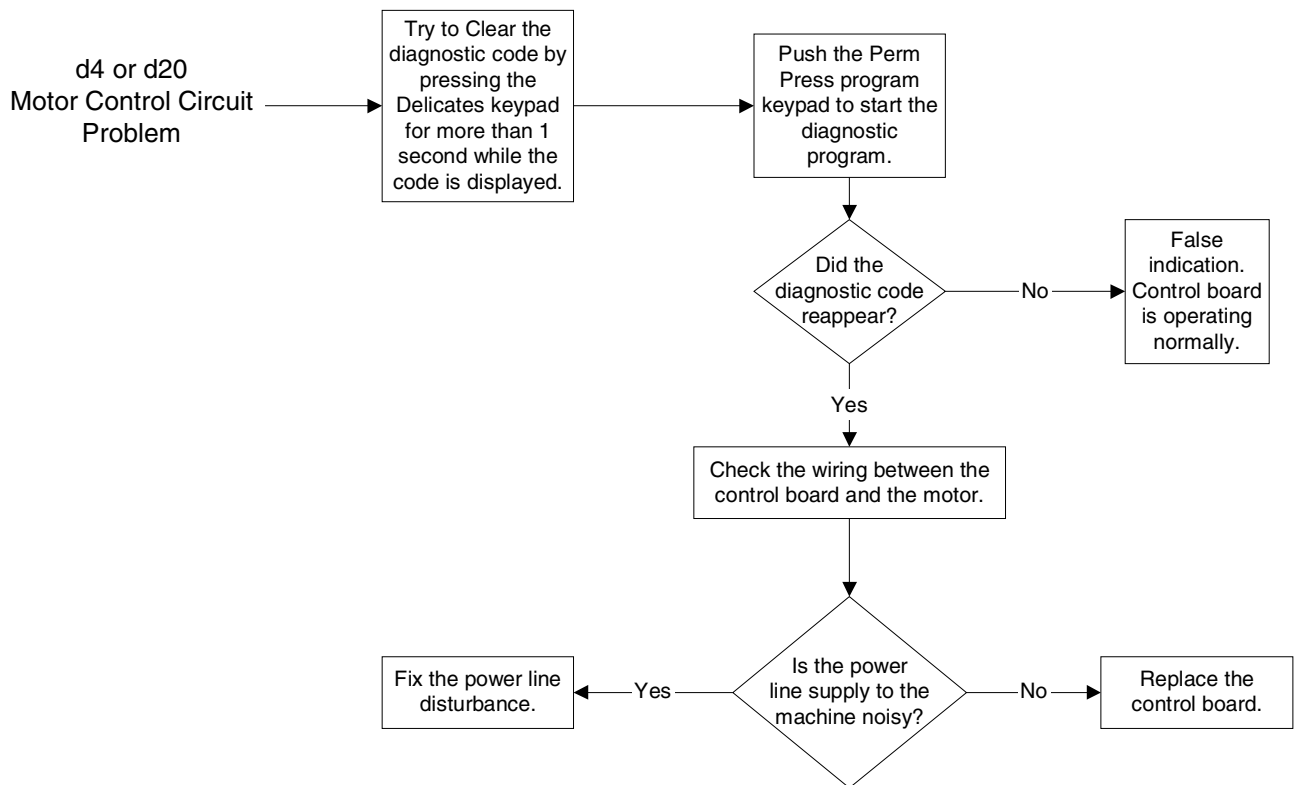 d4 or d20
Motor Control Circuit
Problem
Try to Clear the
diagnostic code by
pressing the
Delicates keypad
for more than 1
second while the
code is displayed.
Push the Perm
Press program
keypad to start the
diagnostic
program.
Did the
diagnostic code
reappear?
No
False
indication.
Control board
is operating
normally.
Yes
Check the wiring between the
control board and the motor.
Is the power
line supply to the
machine noisy?
Yes
Fix the power line
disturbance.
No
Replace the
control board.